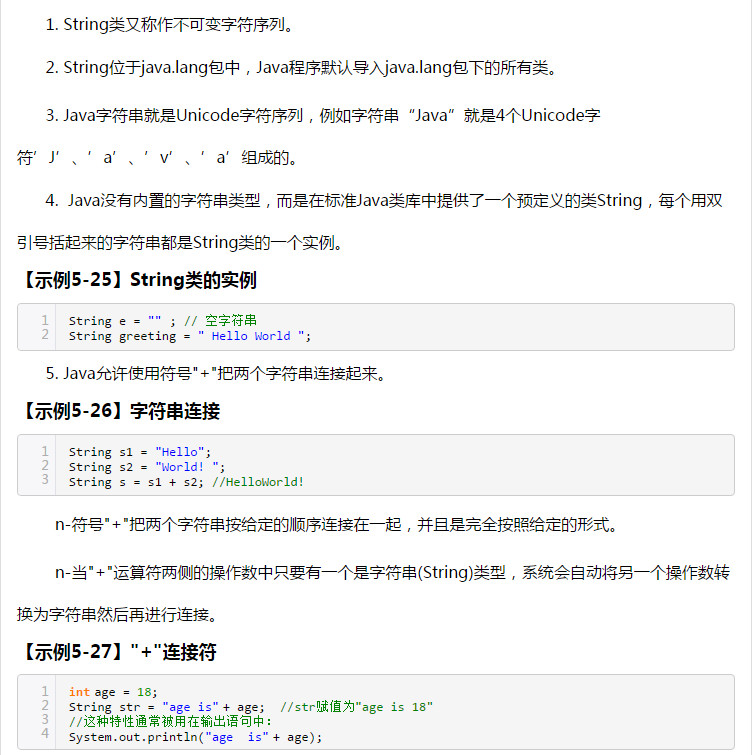 1. String类又称作不可变字符序列。
2. String位于java.lang包中，Java程序默认导入java.lang包下的所有类。
3. Java字符串就是Unicode字符序列，例如字符串“Java”就是4个Unicode字
符’J’、’a’、’v’、’a’组成的。
4. Java没有内置的字符串类型，而是在标准Java类库中提供了一个预定义的类String，每个用双
引号括起来的字符串都是String类的一个实例。
【示例5-25】String类的实例
1 String e = "" ; // 空字符串
2 String greeting = " Hello World ";
5. Java允许使用符号"+"把两个字符串连接起来。
【示例5-26】字符串连接
1 String s1 = "Hello";
2 String s2 = "World! ";
3 String s = s1 + s2; //HelloWorld!
n-符号"+"把两个字符串按给定的顺序连接在一起，并且是完全按照给定的形式。
n-当"+"运算符两侧的操作数中只要有一个是字符串(String)类型，系统会自动将另一个操作数转
换为字符串然后再进行连接。
【示例5-27】"+"连接符
1 int age = 18;
2 String str = "age is" + age;  //str赋值为"age is 18"
3 //这种特性通常被用在输出语句中：
4 System.out.println("age  is" + age);